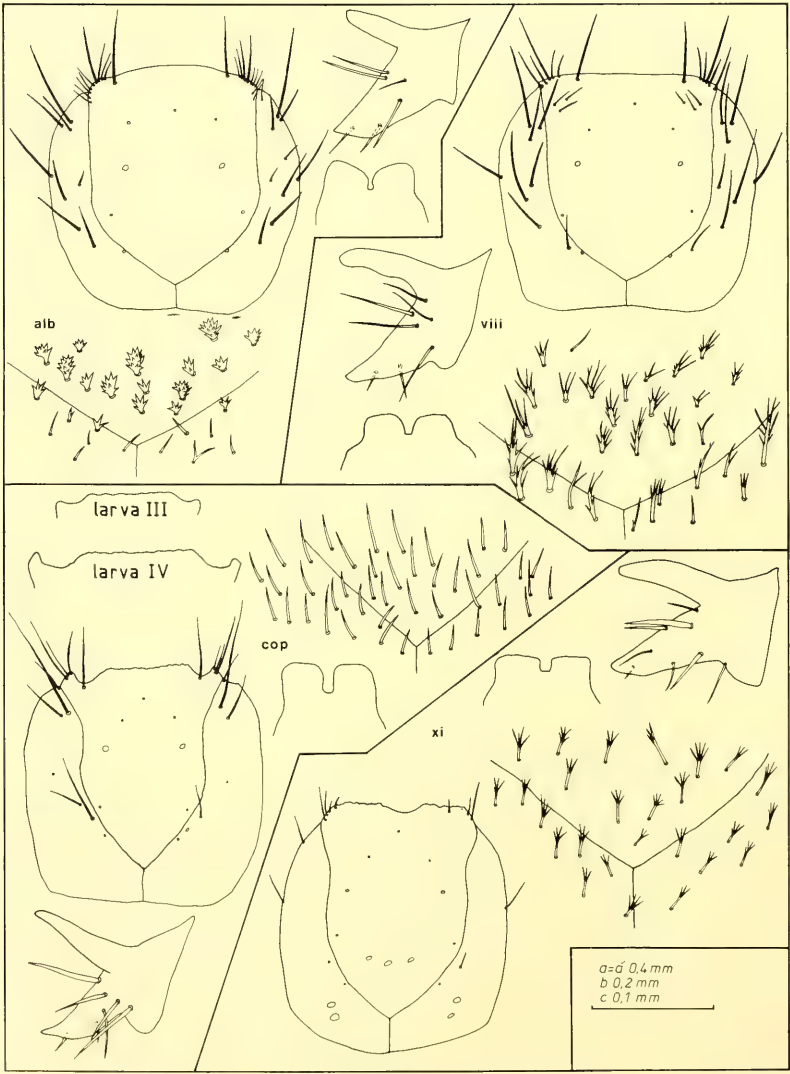 alb
viii
larva III
larva IV
cop
xi
a=á 0,4 mm
b 0,2 mm
c 0,1 mm